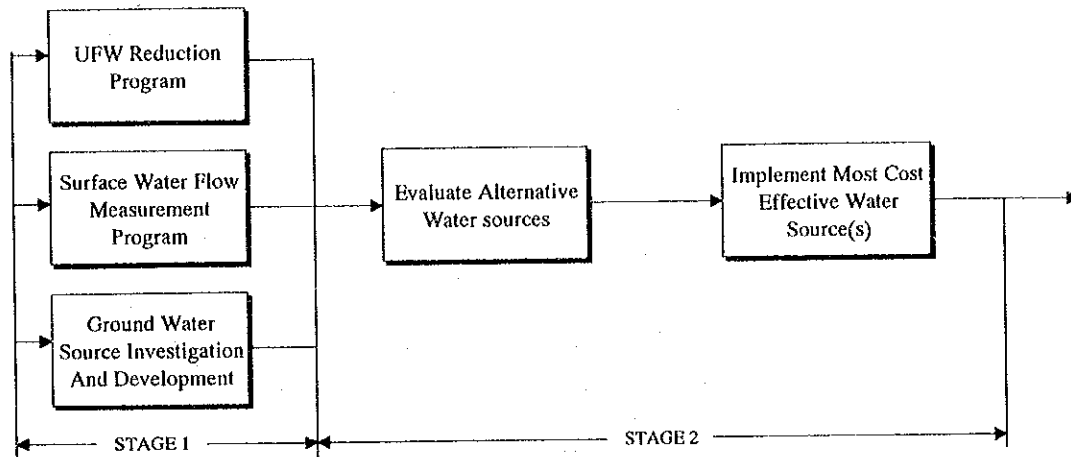 UFW Reduction
Program
Surface Water Flow
Measurement
Program
Ground Water
Source Investigation
And Development
Evaluate Alternative
Water sources
Implement Most Cost
Effective Water
Source(s)
STAGE 1
STAGE 2